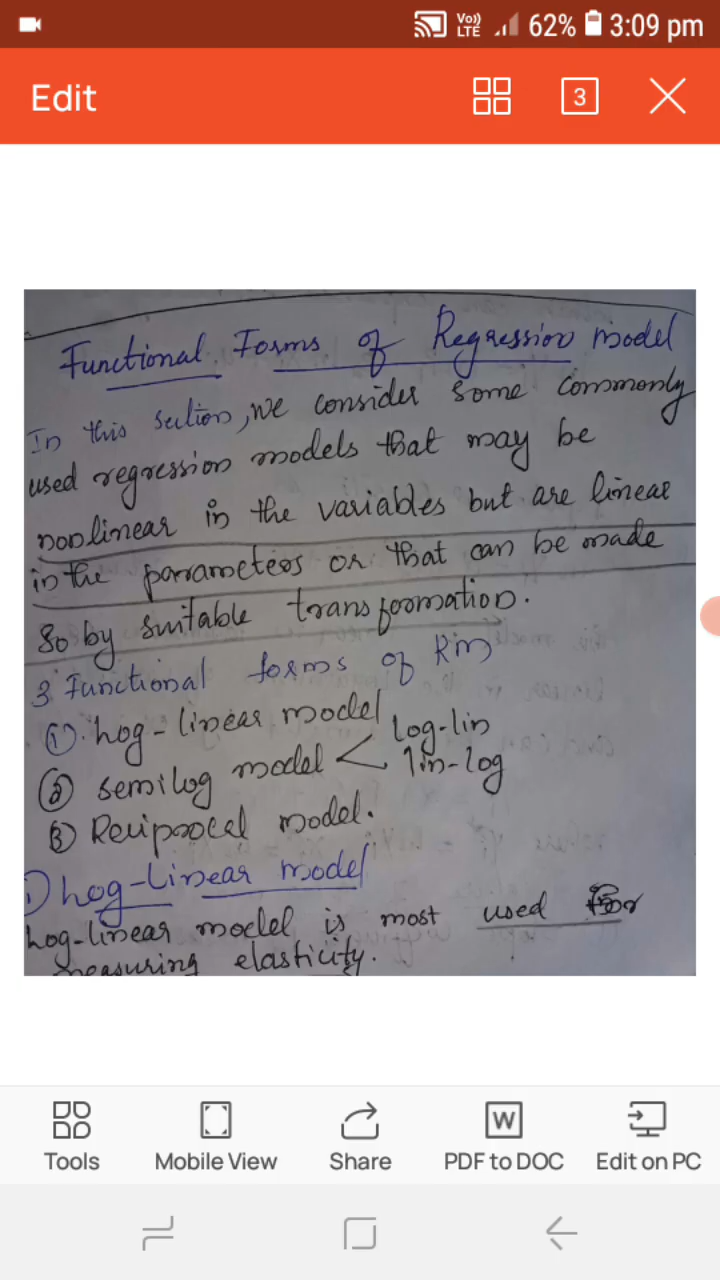 Vo)) LTE 62% 3:09 pm
Edit 3
Functional Forms of Regression model
In this section, we consider some commonly
used regression models that may be
nonlinear in the variables but are linear
in the parameters or that can be made
So by suitable transformation.
3 Functional forms of RM
① Log-linear model
② semilog model < log-lin
lin-log
③ Reciprocal model.
1) Log-Linear model
Log-linear model is most used for
measuring elasticity.
Tools Mobile View Share PDF to DOC Edit on PC